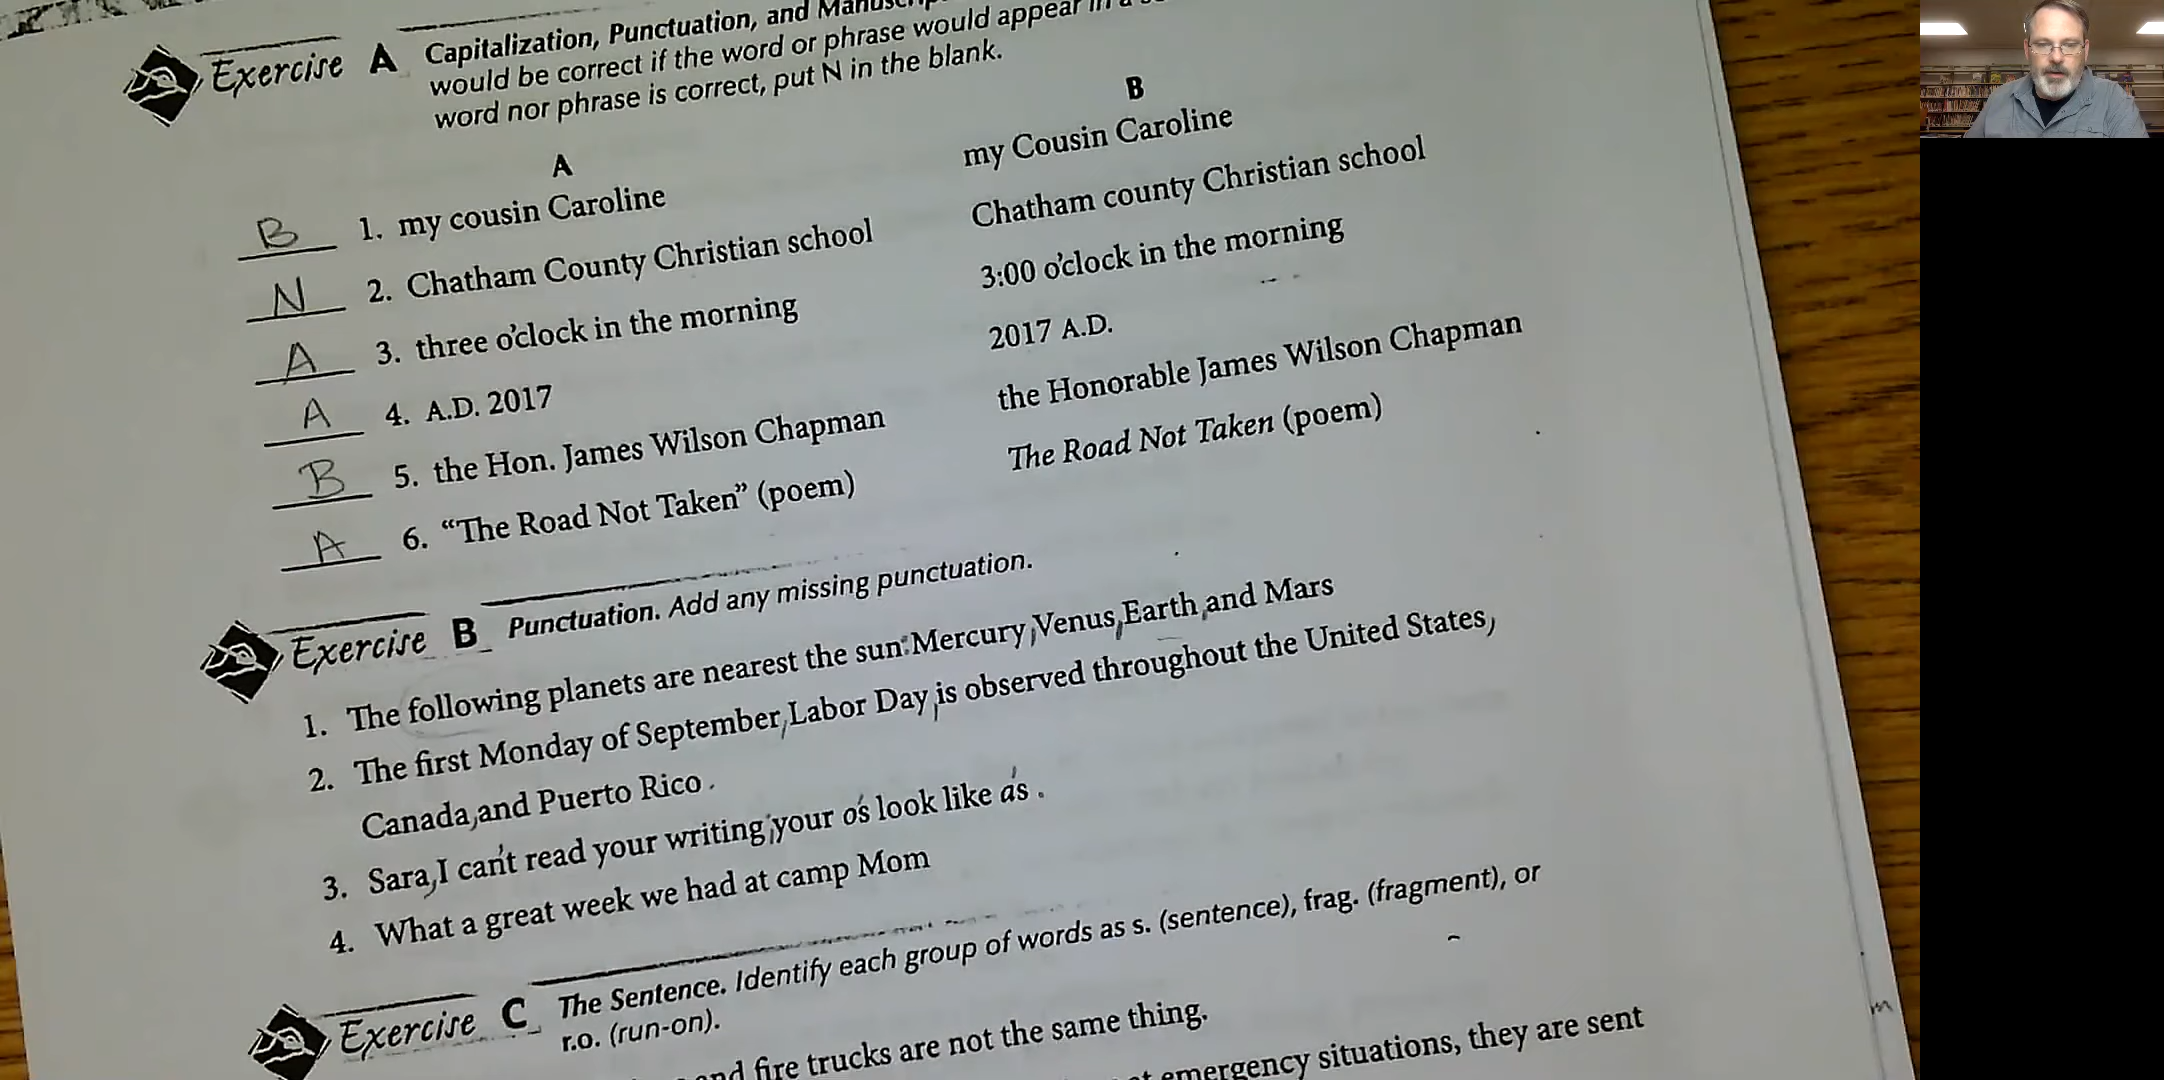 Exercise A Capitalization, Punctuation, and
would be correct if the word or phrase would appear in a
word nor phrase is correct, put N in the blank.
A B
B 1. my cousin Caroline my Cousin Caroline
N 2. Chatham County Christian school Chatham county Christian school
A 3. three o'clock in the morning 3:00 o'clock in the morning
A 4. A.D. 2017 2017 A.D.
B 5. the Hon. James Wilson Chapman the Honorable James Wilson Chapman
A 6. “The Road Not Taken” (poem) The Road Not Taken (poem)
Exercise B Punctuation. Add any missing punctuation.
1. The following planets are nearest the sun: Mercury, Venus, Earth, and Mars
2. The first Monday of September, Labor Day, is observed throughout the United States,
Canada, and Puerto Rico.
3. Sara, I can't read your writing; your o's look like a's.
4. What a great week we had at camp Mom
Exercise C The Sentence. Identify each group of words as s. (sentence), frag. (fragment), or
r.o. (run-on).
and fire trucks are not the same thing.
emergency situations, they are sent